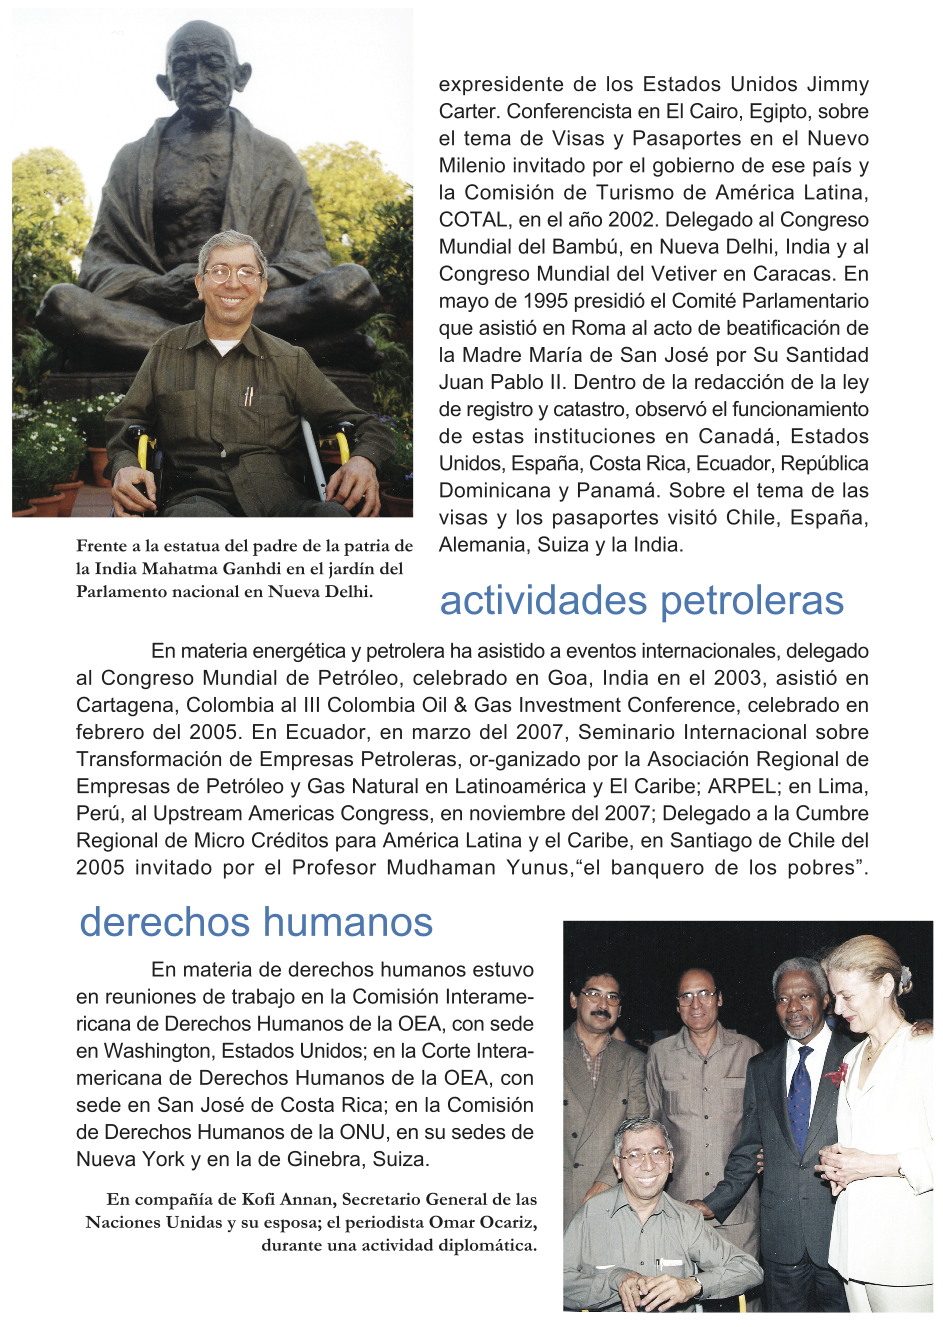 expresidente de los Estados Unidos Jimmy
Carter. Conferencista en El Cairo, Egipto, sobre
el tema de Visas y Pasaportes en el Nuevo
Milenio invitado por el gobierno de ese país y
la Comisión de Turismo de América Latina,
COTAL, en el año 2002. Delegado al Congreso
Mundial del Bambú, en Nueva Delhi, India y al
Congreso Mundial del Vetiver en Caracas. En
mayo de 1995 presidió el Comité Parlamentario
que asistió en Roma al acto de beatificación de
la Madre María de San José por Su Santidad
Juan Pablo II. Dentro de la redacción de la ley
de registro y catastro, observó el funcionamiento
de estas instituciones en Canadá, Estados
Unidos, España, Costa Rica, Ecuador, República
Dominicana y Panamá. Sobre el tema de las
visas y los pasaportes visitó Chile, España,
Alemania, Suiza y la India.
Frente a la estatua del padre de la patria de
la India Mahatma Ganhdi en el jardín del
Parlamento nacional en Nueva Delhi.
actividades petroleras
En materia energética y petrolera ha asistido a eventos internacionales, delegado
al Congreso Mundial de Petróleo, celebrado en Goa, India en el 2003, asistió en
Cartagena, Colombia al III Colombia Oil & Gas Investment Conference, celebrado en
febrero del 2005. En Ecuador, en marzo del 2007, Seminario Internacional sobre
Transformación de Empresas Petroleras, or-ganizado por la Asociación Regional de
Empresas de Petróleo y Gas Natural en Latinoamérica y El Caribe; ARPEL; en Lima,
Perú, al Upstream Americas Congress, en noviembre del 2007; Delegado a la Cumbre
Regional de Micro Créditos para América Latina y el Caribe, en Santiago de Chile del
2005 invitado por el Profesor Mudhaman Yunus,“el banquero de los pobres”.
derechos humanos
En materia de derechos humanos estuvo
en reuniones de trabajo en la Comisión Interame-
ricana de Derechos Humanos de la OEA, con sede
en Washington, Estados Unidos; en la Corte Intera-
mericana de Derechos Humanos de la OEA, con
sede en San José de Costa Rica; en la Comisión
de Derechos Humanos de la ONU, en su sedes de
Nueva York y en la de Ginebra, Suiza.
En compañía de Kofi Annan, Secretario General de las
Naciones Unidas y su esposa; el periodista Omar Ocariz,
durante una actividad diplomática.